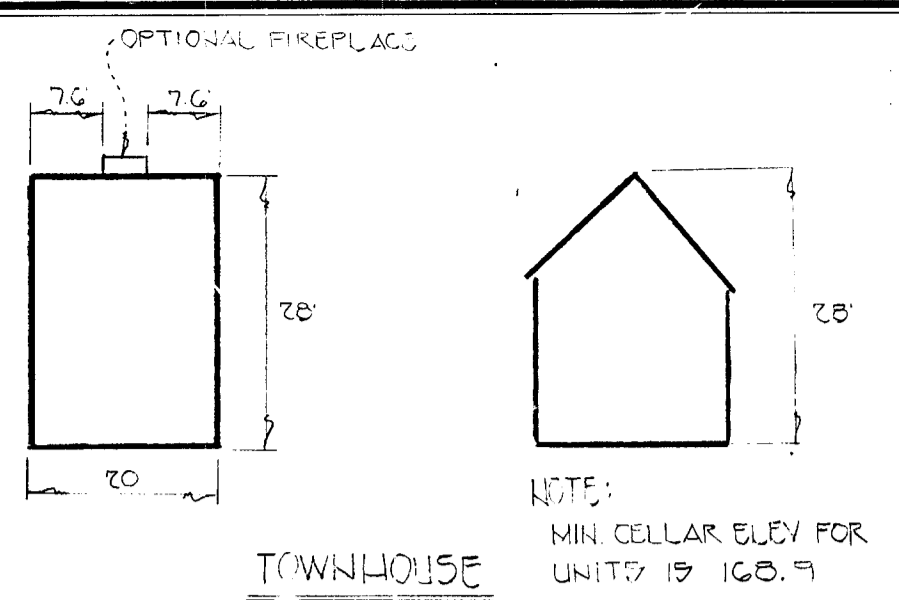 OPTIONAL FIREPLACE
7.6'
7.6'
28'
28'
20
NOTE:
MIN. CELLAR ELEV FOR
UNITS IS 168.9
TOWNHOUSE